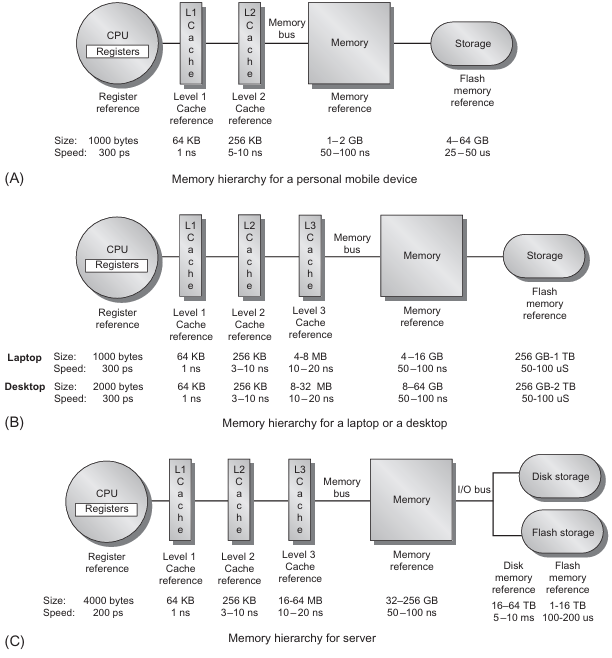 CPU
Registers
L1
C
a
c
h
e
L2
C
a
c
h
e
Memory
bus
Memory
Storage
Register
reference
Level 1
Cache
reference
Level 2
Cache
reference
Memory
reference
Flash
memory
reference
Size: 1000 bytes 64 KB 256 KB 1–2 GB 4–64 GB
Speed: 300 ps 1 ns 5-10 ns 50–100 ns 25–50 us
(A) Memory hierarchy for a personal mobile device
CPU
Registers
L1
C
a
c
h
e
L2
C
a
c
h
e
L3
C
a
c
h
e
Memory
bus
Memory
Storage
Register
reference
Level 1
Cache
reference
Level 2
Cache
reference
Level 3
Cache
reference
Memory
reference
Flash
memory
reference
Laptop Size: 1000 bytes 64 KB 256 KB 4-8 MB 4–16 GB 256 GB-1 TB
Speed: 300 ps 1 ns 3–10 ns 10–20 ns 50–100 ns 50-100 uS
Desktop Size: 2000 bytes 64 KB 256 KB 8-32 MB 8–64 GB 256 GB-2 TB
Speed: 300 ps 1 ns 3–10 ns 10–20 ns 50–100 ns 50-100 uS
(B) Memory hierarchy for a laptop or a desktop
CPU
Registers
L1
C
a
c
h
e
L2
C
a
c
h
e
L3
C
a
c
h
e
Memory
bus
Memory
I/O bus
Disk storage
Flash storage
Register
reference
Level 1
Cache
reference
Level 2
Cache
reference
Level 3
Cache
reference
Memory
reference
Disk
memory
reference
Flash
memory
reference
Size: 4000 bytes 64 KB 256 KB 16-64 MB 32–256 GB 16–64 TB 1-16 TB
Speed: 200 ps 1 ns 3–10 ns 10–20 ns 50–100 ns 5–10 ms 100-200 us
(C) Memory hierarchy for server